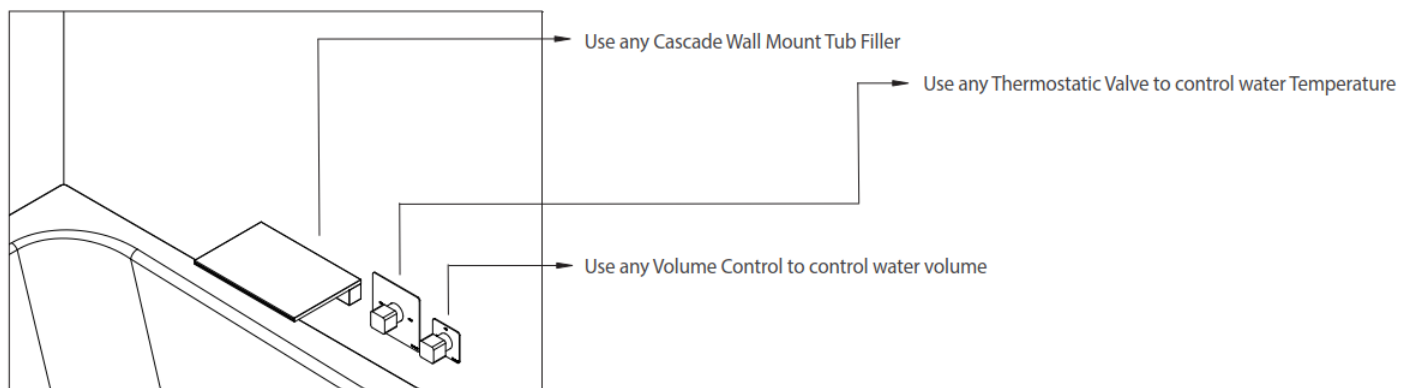 Use any Cascade Wall Mount Tub Filler
Use any Thermostatic Valve to control water Temperature
Use any Volume Control to control water volume